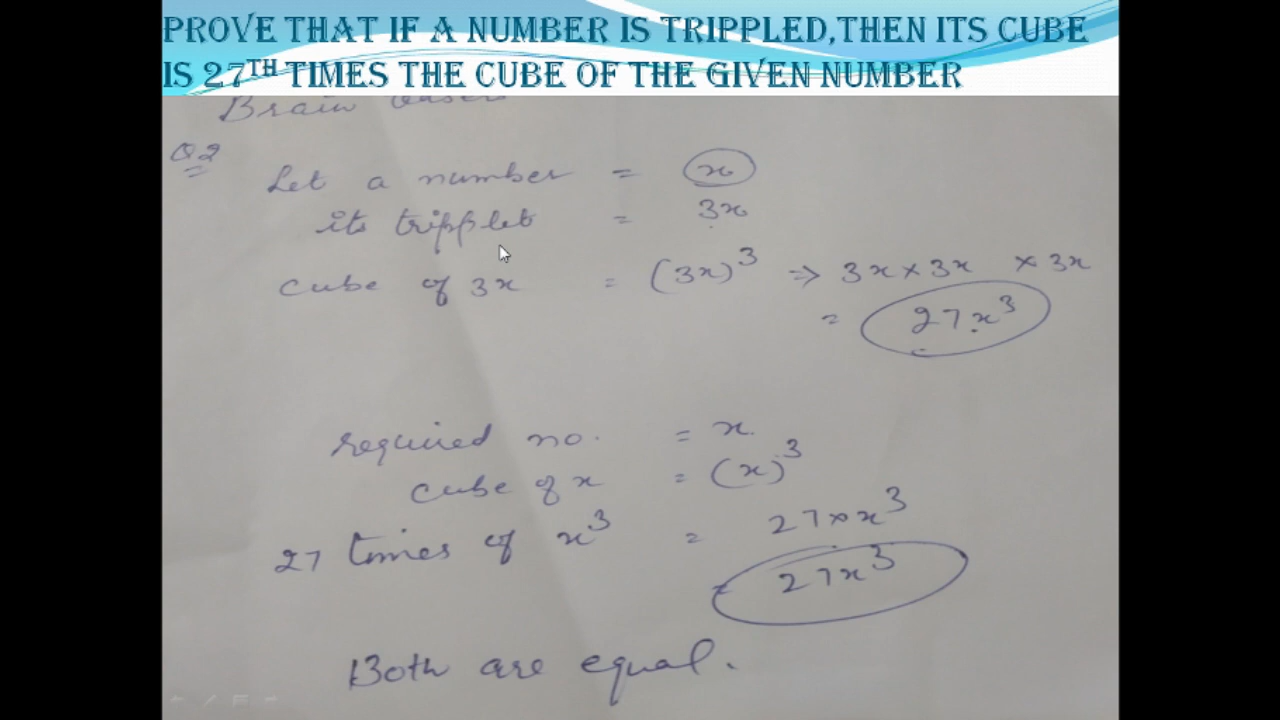 PROVE THAT IF A NUMBER IS TRIPPLED,THEN ITS CUBE
IS 27TH TIMES THE CUBE OF THE GIVEN NUMBER
Brain
Q2
Let a number = x
its tripplet = 3x
cube of 3x = (3x)³ ⇒ 3x × 3x × 3x
= 27x³
required no. = x
cube of x = (x)³
27 times of x³ = 27×x³
= 27x³
Both are equal.